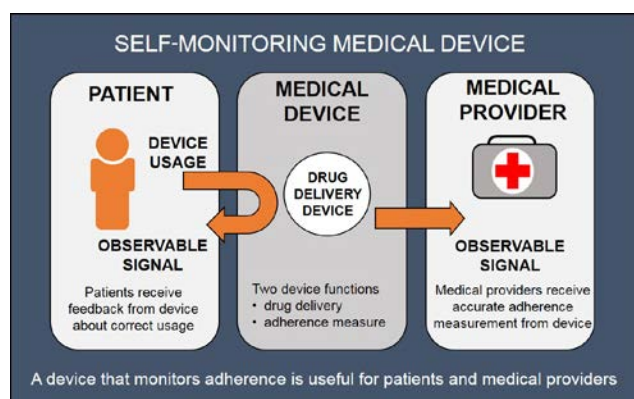 SELF-MONITORING MEDICAL DEVICE
PATIENT
DEVICE
USAGE
OBSERVABLE
SIGNAL
Patients receive
feedback from device
about correct usage
MEDICAL
DEVICE
DRUG
DELIVERY
DEVICE
Two device functions
• drug delivery
• adherence measure
MEDICAL
PROVIDER
OBSERVABLE
SIGNAL
Medical providers receive
accurate adherence
measurement from device
A device that monitors adherence is useful for patients and medical providers